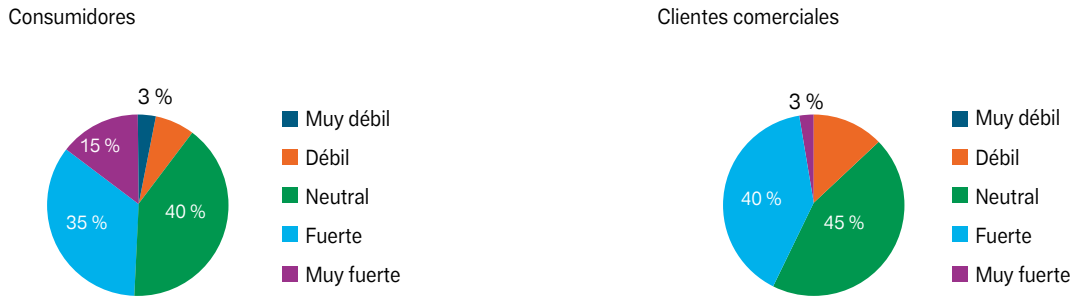 Consumidores
3 %
15 %
35 %
40 %
Muy débil
Débil
Neutral
Fuerte
Muy fuerte
Clientes comerciales
3 %
40 %
45 %
Muy débil
Débil
Neutral
Fuerte
Muy fuerte